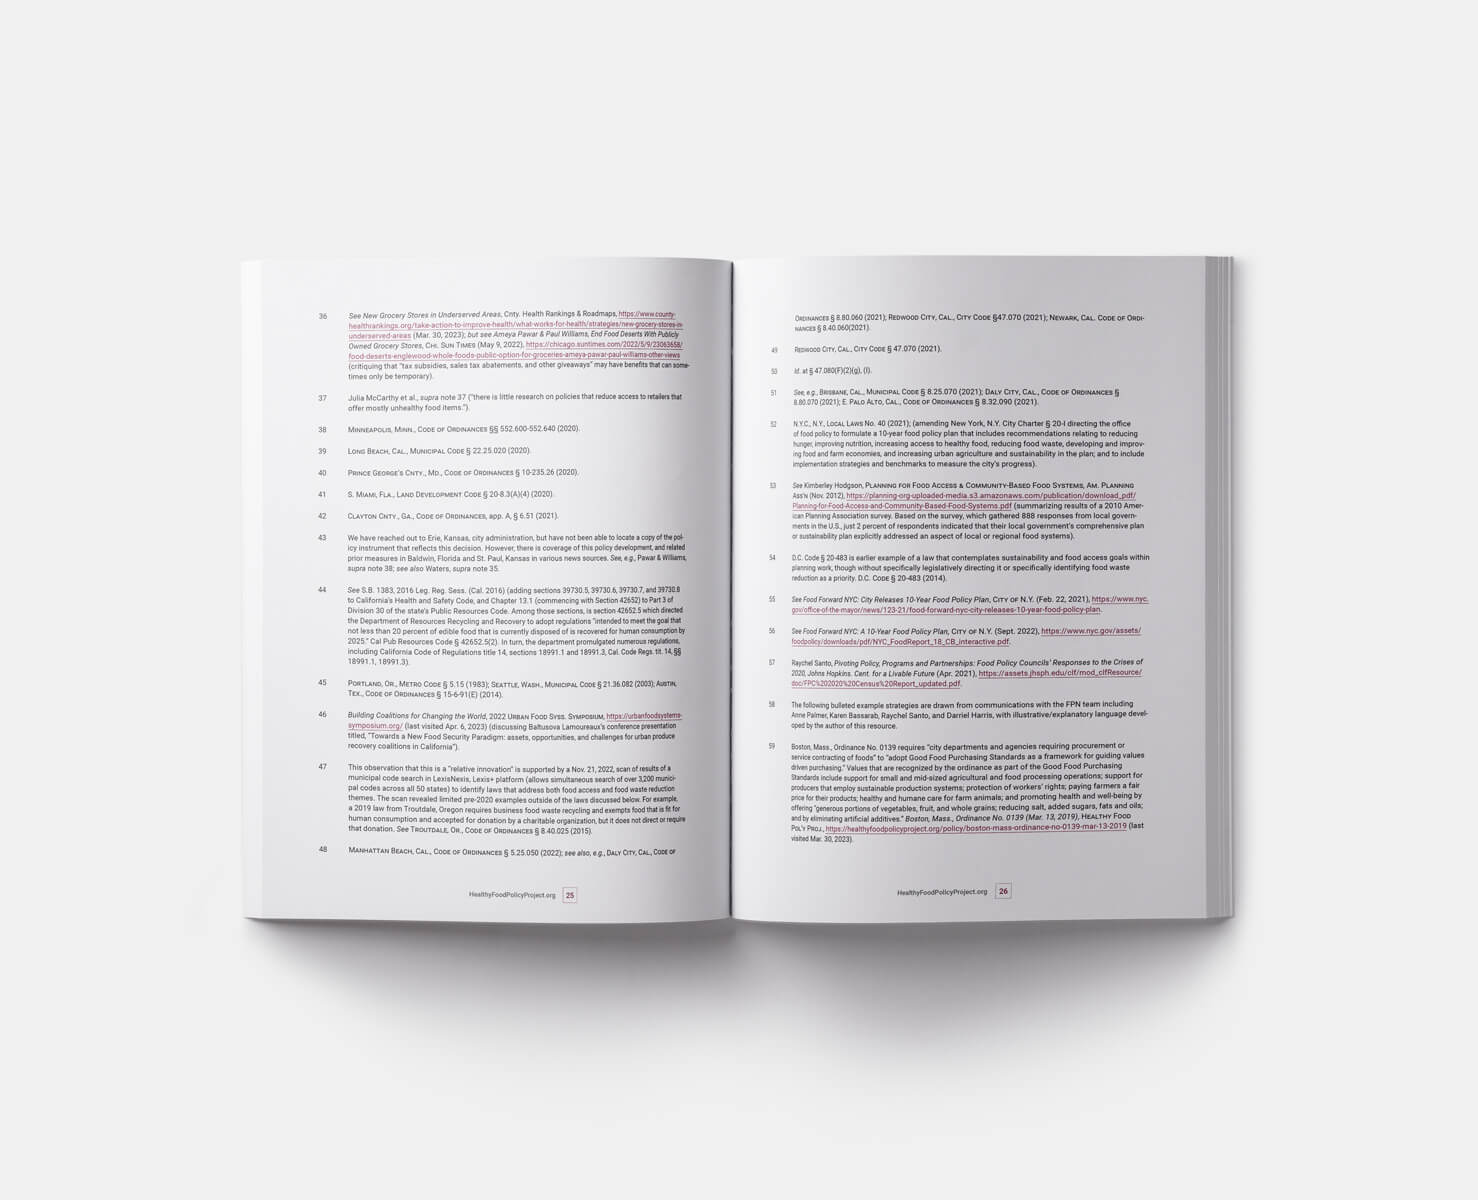 36 See New Grocery Stores in Underserved Areas, Cnty. Health Rankings & Roadmaps, https://www.county-
healthrankings.org/take-action-to-improve-health/what-works-for-health/strategies/new-grocery-stores-in-
underserved-areas (Mar. 30, 2023); but see Ameya Pawar & Paul Williams, End Food Deserts With Publicly
Owned Grocery Stores, Chi. Sun Times (May 9, 2022), https://chicago.suntimes.com/2022/5/9/23063658/
food-deserts-englewood-whole-foods-public-option-for-groceries-ameya-pawar-paul-williams-other-views
(critiquing that “tax subsidies, sales tax abatements, and other giveaways” may have benefits that can some-
times only be temporary).
37 Julia McCarthy et al., supra note 37 (“there is little research on policies that reduce access to retailers that
offer mostly unhealthy food items.”).
38 Minneapolis, Minn., Code of Ordinances §§ 552.600-552.640 (2020).
39 Long Beach, Cal., Municipal Code § 22.25.020 (2020).
40 Prince George’s Cnty., Md., Code of Ordinances § 10-235.26 (2020).
41 S. Miami, Fla., Land Development Code § 20-8.3(A)(4) (2020).
42 Clayton Cnty., Ga., Code of Ordinances, app. A, § 6.51 (2021).
43 We have reached out to Erie, Kansas, city administration, but have not been able to locate a copy of the pol-
icy instrument that reflects this decision. However, there is coverage of this policy development, and related
prior measures in Baldwin, Florida and St. Paul, Kansas in various news sources. See, e.g., Pawar & Williams,
supra note 38; see also Waters, supra note 35.
44 See S.B. 1383, 2016 Leg. Reg. Sess. (Cal. 2016) (adding sections 39730.5, 39730.6, 39730.7, and 39730.8
to California’s Health and Safety Code, and Chapter 13.1 (commencing with Section 42652) to Part 3 of
Division 30 of the state’s Public Resources Code. Among those sections, is section 42652.5 which directed
the Department of Resources Recycling and Recovery to adopt regulations “intended to meet the goal that
not less than 20 percent of edible food that is currently disposed of is recovered for human consumption by
2025.” Cal Pub Resources Code § 42652.5(2). In turn, the department promulgated numerous regulations,
including California Code of Regulations title 14, sections 18991.1 and 18991.3, Cal. Code Regs. tit. 14, §§
18991.1, 18991.3).
45 Portland, Or., Metro Code § 5.15 (1983); Seattle, Wash., Municipal Code § 21.36.082 (2003); Austin,
Tex., Code of Ordinances § 15-6-91(E) (2014).
46 Building Coalitions for Changing the World, 2022 Urban Food Syss. Symposium, https://urbanfoodsystems-
symposium.org/ (last visited Apr. 6, 2023) (discussing Baltusova Lamoureaux’s conference presentation
titled, “Towards a New Food Security Paradigm: assets, opportunities, and challenges for urban produce
recovery coalitions in California”).
47 This observation that this is a “relative innovation” is supported by a Nov. 21, 2022, scan of results of a
municipal code search in LexisNexis, Lexis+ platform (allows simultaneous search of over 3,200 munici-
pal codes across all 50 states) to identify laws that address both food access and food waste reduction
themes. The scan revealed limited pre-2020 examples outside of the laws discussed below. For example,
a 2019 law from Troutdale, Oregon requires business food waste recycling and exempts food that is fit for
human consumption and accepted for donation by a charitable organization, but it does not direct or require
that donation. See Troutdale, Or., Code of Ordinances § 8.40.025 (2015).
48 Manhattan Beach, Cal., Code of Ordinances § 5.25.050 (2022); see also, e.g., Daly City, Cal., Code of
HealthyFoodPolicyProject.org 25
Ordinances § 8.80.060 (2021); Redwood City, Cal., City Code §47.070 (2021); Newark, Cal. Code of Ordi-
nances § 8.40.060(2021).
49 Redwood City, Cal., City Code § 47.070 (2021).
50 Id. at § 47.080(F)(2)(g), (l).
51 See, e.g., Brisbane, Cal., Municipal Code § 8.25.070 (2021); Daly City, Cal., Code of Ordinances §
8.80.070 (2021); E. Palo Alto, Cal., Code of Ordinances § 8.32.090 (2021).
52 N.Y.C., N.Y., Local Laws No. 40 (2021); (amending New York, N.Y. City Charter § 20-I directing the office
of food policy to formulate a 10-year food policy plan that includes recommendations relating to reducing
hunger, improving nutrition, increasing access to healthy food, reducing food waste, developing and improv-
ing food and farm economies, and increasing urban agriculture and sustainability in the plan; and to include
implementation strategies and benchmarks to measure the city’s progress).
53 See Kimberley Hodgson, Planning for Food Access & Community-Based Food Systems, Am. Planning
Ass’n (Nov. 2012), https://planning-org-uploaded-media.s3.amazonaws.com/publication/download_pdf/
Planning-for-Food-Access-and-Community-Based-Food-Systems.pdf (summarizing results of a 2010 Amer-
ican Planning Association survey. Based on the survey, which gathered 888 responses from local govern-
ments in the U.S., just 2 percent of respondents indicated that their local government’s comprehensive plan
or sustainability plan explicitly addressed an aspect of local or regional food systems).
54 D.C. Code § 20-483 is earlier example of a law that contemplates sustainability and food access goals within
planning work, though without specifically legislatively directing it or specifically identifying food waste
reduction as a priority. D.C. Code § 20-483 (2014).
55 See Food Forward NYC: City Releases 10-Year Food Policy Plan, City of N.Y. (Feb. 22, 2021), https://www.nyc.
gov/office-of-the-mayor/news/123-21/food-forward-nyc-city-releases-10-year-food-policy-plan.
56 See Food Forward NYC: A 10-Year Food Policy Plan, City of N.Y. (Sept. 2022), https://www.nyc.gov/assets/
foodpolicy/downloads/pdf/NYC_FoodReport_18_CB_interactive.pdf.
57 Raychel Santo, Pivoting Policy, Programs and Partnerships: Food Policy Councils’ Responses to the Crises of
2020, Johns Hopkins. Cent. for a Livable Future (Apr. 2021), https://assets.jhsph.edu/clf/mod_clfResource/
doc/FPC%202020%20Census%20Report_updated.pdf.
58 The following bulleted example strategies are drawn from communications with the FPN team including
Anne Palmer, Karen Bassarab, Raychel Santo, and Darriel Harris, with illustrative/explanatory language devel-
oped by the author of this resource.
59 Boston, Mass., Ordinance No. 0139 requires “city departments and agencies requiring procurement or
service contracting of foods” to “adopt Good Food Purchasing Standards as a framework for guiding values
driven purchasing.” Values that are recognized by the ordinance as part of the Good Food Purchasing
Standards include support for small and mid-sized agricultural and food processing operations; support for
producers that employ sustainable production systems; protection of workers’ rights; paying farmers a fair
price for their products; healthy and humane care for farm animals; and promoting health and well-being by
offering “generous portions of vegetables, fruit, and whole grains; reducing salt, added sugars, fats and oils;
and by eliminating artificial additives.” Boston, Mass., Ordinance No. 0139 (Mar. 13, 2019), Healthy Food
Pol’y Proj., https://healthyfoodpolicyproject.org/policy/boston-mass-ordinance-no-0139-mar-13-2019 (last
visited Mar. 30, 2023).
HealthyFoodPolicyProject.org 26